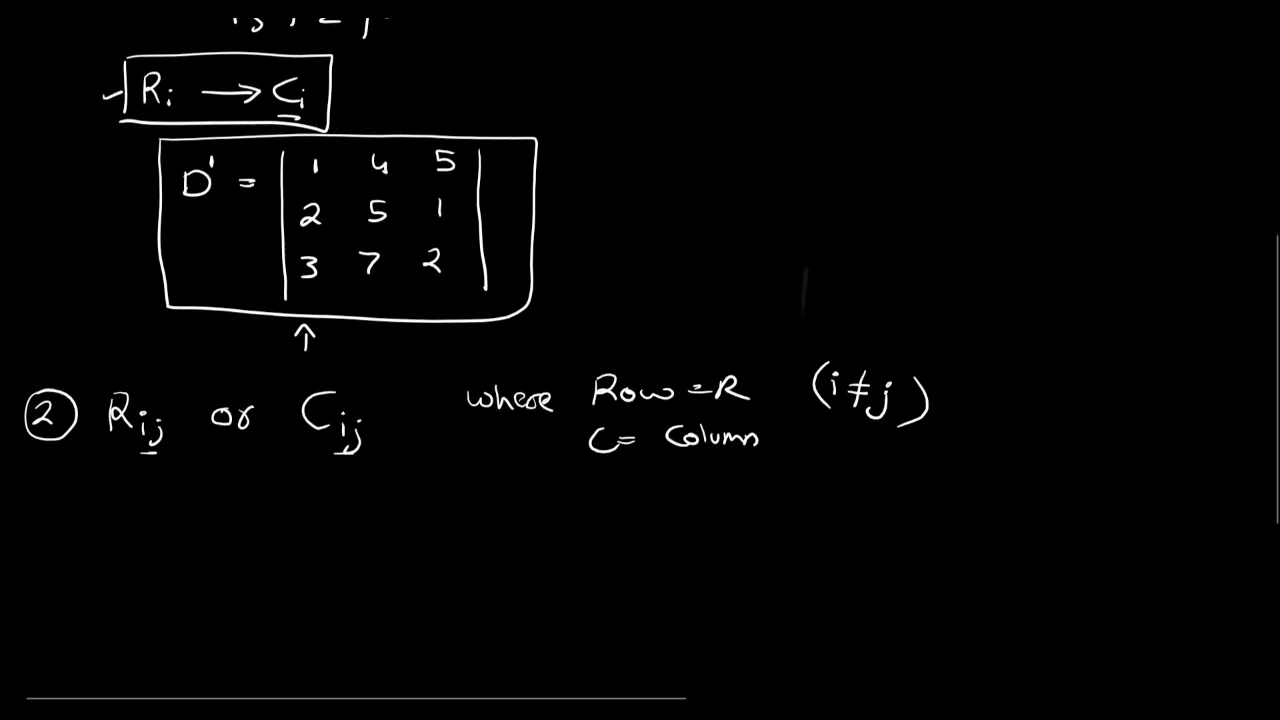 Ri → Ci
D' = | 1 4 5 |
| 2 5 1 |
| 3 7 2 |
↑
② Rij or Cij where Row = R (i ≠ j)
C = Column